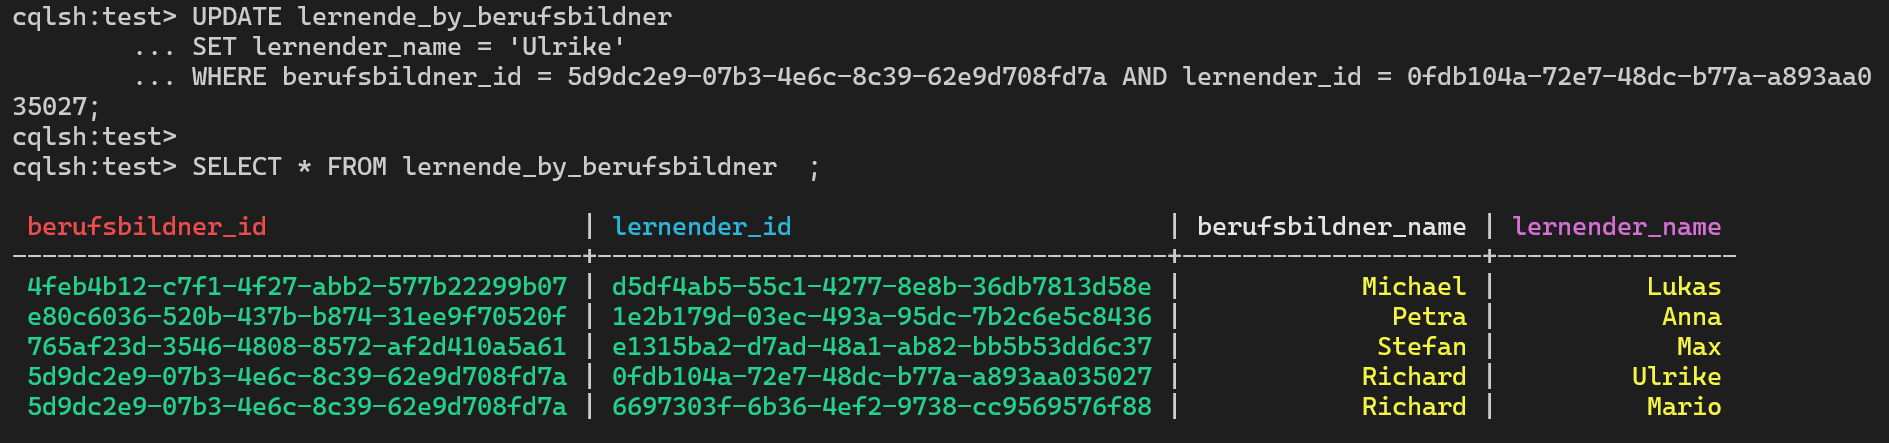 cqlsh:test> UPDATE lernende_by_berufsbildner
        ... SET lernender_name = 'Ulrike'
        ... WHERE berufsbildner_id = 5d9dc2e9-07b3-4e6c-8c39-62e9d708fd7a AND lernender_id = 0fdb104a-72e7-48dc-b77a-a893aa0
35027;
cqlsh:test>
cqlsh:test> SELECT * FROM lernende_by_berufsbildner  ;

 berufsbildner_id                     | lernender_id                         | berufsbildner_name | lernender_name
--------------------------------------+--------------------------------------+--------------------+----------------
 4feb4b12-c7f1-4f27-abb2-577b22299b07 | d5df4ab5-55c1-4277-8e8b-36db7813d58e |            Michael |          Lukas
 e80c6036-520b-437b-b874-31ee9f70520f | 1e2b179d-03ec-493a-95dc-7b2c6e5c8436 |              Petra |           Anna
 765af23d-3546-4808-8572-af2d410a5a61 | e1315ba2-d7ad-48a1-ab82-bb5b53dd6c37 |             Stefan |            Max
 5d9dc2e9-07b3-4e6c-8c39-62e9d708fd7a | 0fdb104a-72e7-48dc-b77a-a893aa035027 |            Richard |         Ulrike
 5d9dc2e9-07b3-4e6c-8c39-62e9d708fd7a | 6697303f-6b36-4ef2-9738-cc9569576f88 |            Richard |          Mario